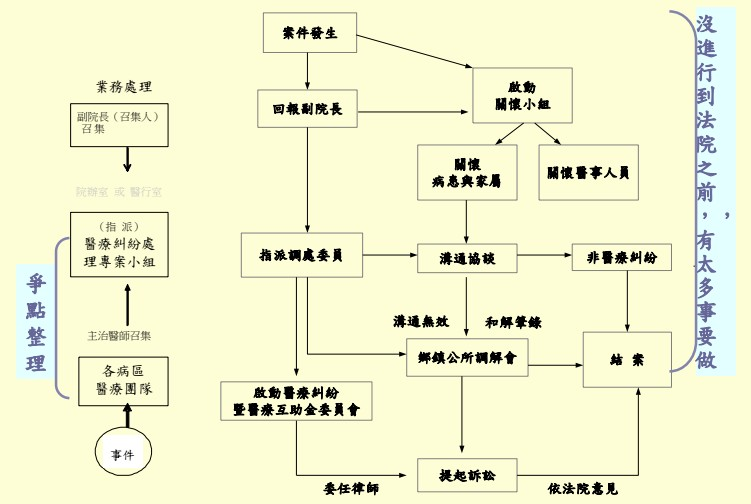 案件發生
回報副院長
啟動
關懷小組
關懷
病患與家屬
關懷醫事人員
指派調處委員
溝通協談
非醫療糾紛
溝通無效
和解筆錄
鄉鎮公所調解會
結 案
啟動醫療糾紛
暨醫療互助金委員會
提起訴訟
委任律師
依法院意見
業務處理
副院長（召集人）
召集
院辦室 或 醫行室
（指 派）
醫療糾紛處
理專案小組
主治醫師召集
各病區
醫療團隊
事件
爭點整理
沒進行到法院之前，
，有太多事要做